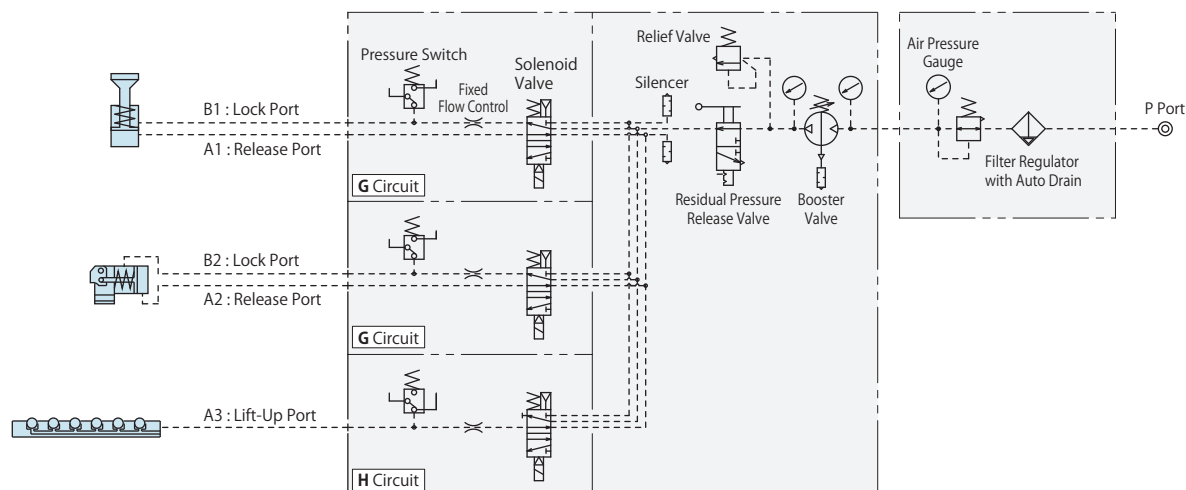 Relief Valve
Air Pressure
Gauge
Pressure Switch
Solenoid
Valve
Fixed
Flow Control
Silencer
P Port
B1 : Lock Port
A1 : Release Port
Filter Regulator
with Auto Drain
Residual Pressure
Release Valve
Booster
Valve
G Circuit
B2 : Lock Port
A2 : Release Port
G Circuit
A3 : Lift-Up Port
H Circuit